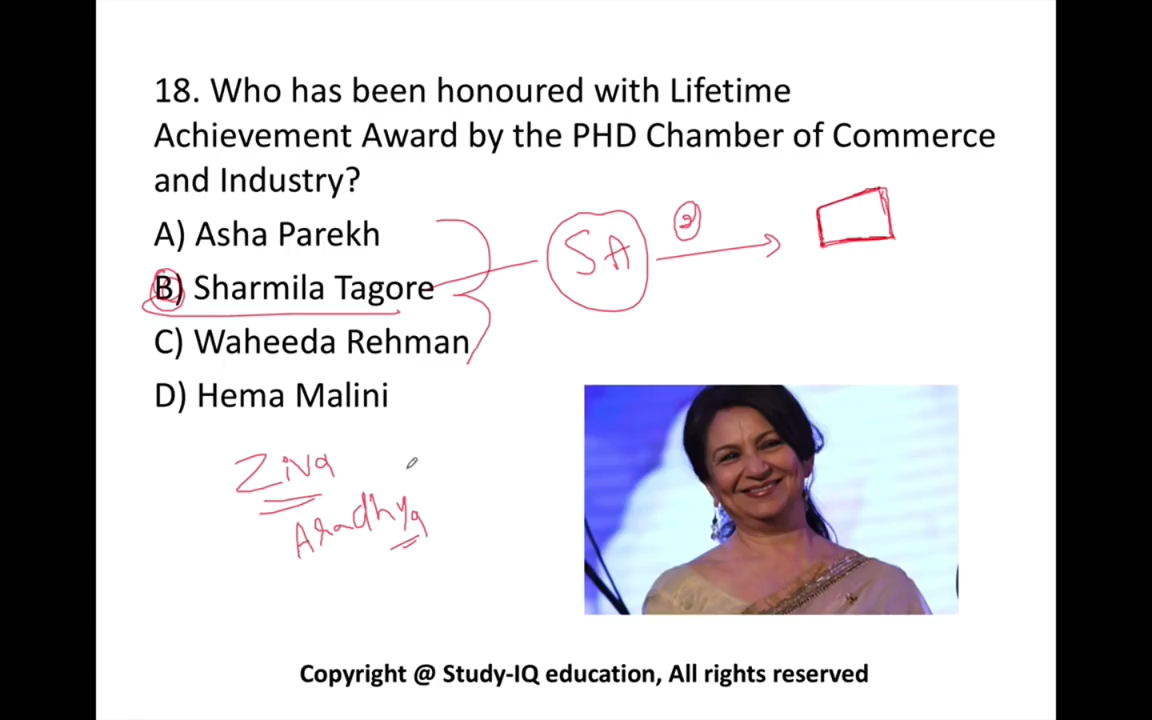 18. Who has been honoured with Lifetime
Achievement Award by the PHD Chamber of Commerce
and Industry?
A) Asha Parekh
B) Sharmila Tagore
SA
2
C) Waheeda Rehman
D) Hema Malini
Ziva
Aradhya
Copyright @ Study-IQ education, All rights reserved